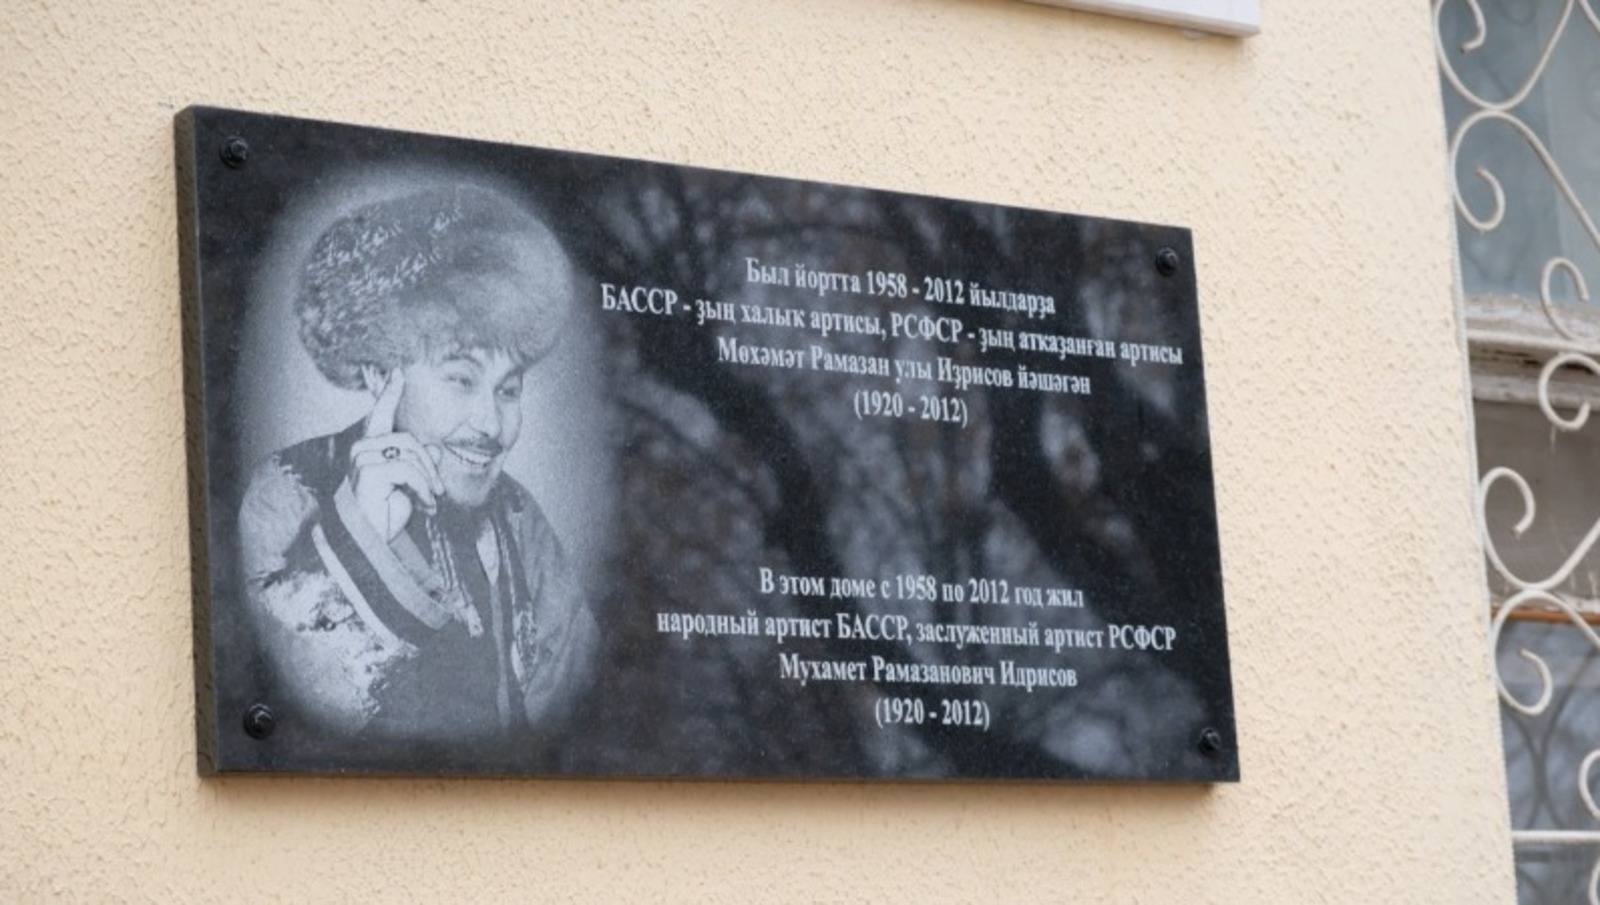 Был йортта 1958 - 2012 йылдарҙа
БАССР - ҙың халыҡ артисы, РСФСР - ҙың атҡаҙанған артисы
Мөхәмәт Рамазан улы Иҙрисов йәшәгән
(1920 - 2012)
В этом доме с 1958 по 2012 год жил
народный артист БАССР, заслуженный артист РСФСР
Мухамет Рамазанович Идрисов
(1920 - 2012)